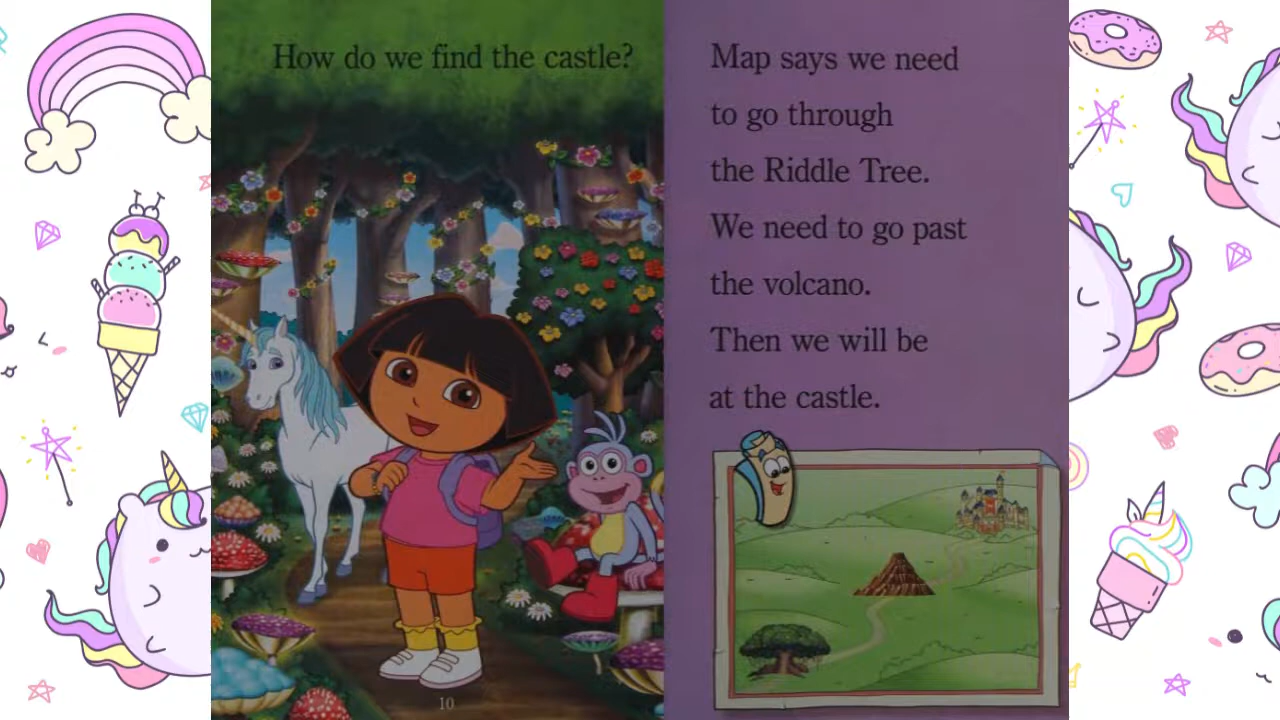 How do we find the castle?
Map says we need
to go through
the Riddle Tree.
We need to go past
the volcano.
Then we will be
at the castle.
10